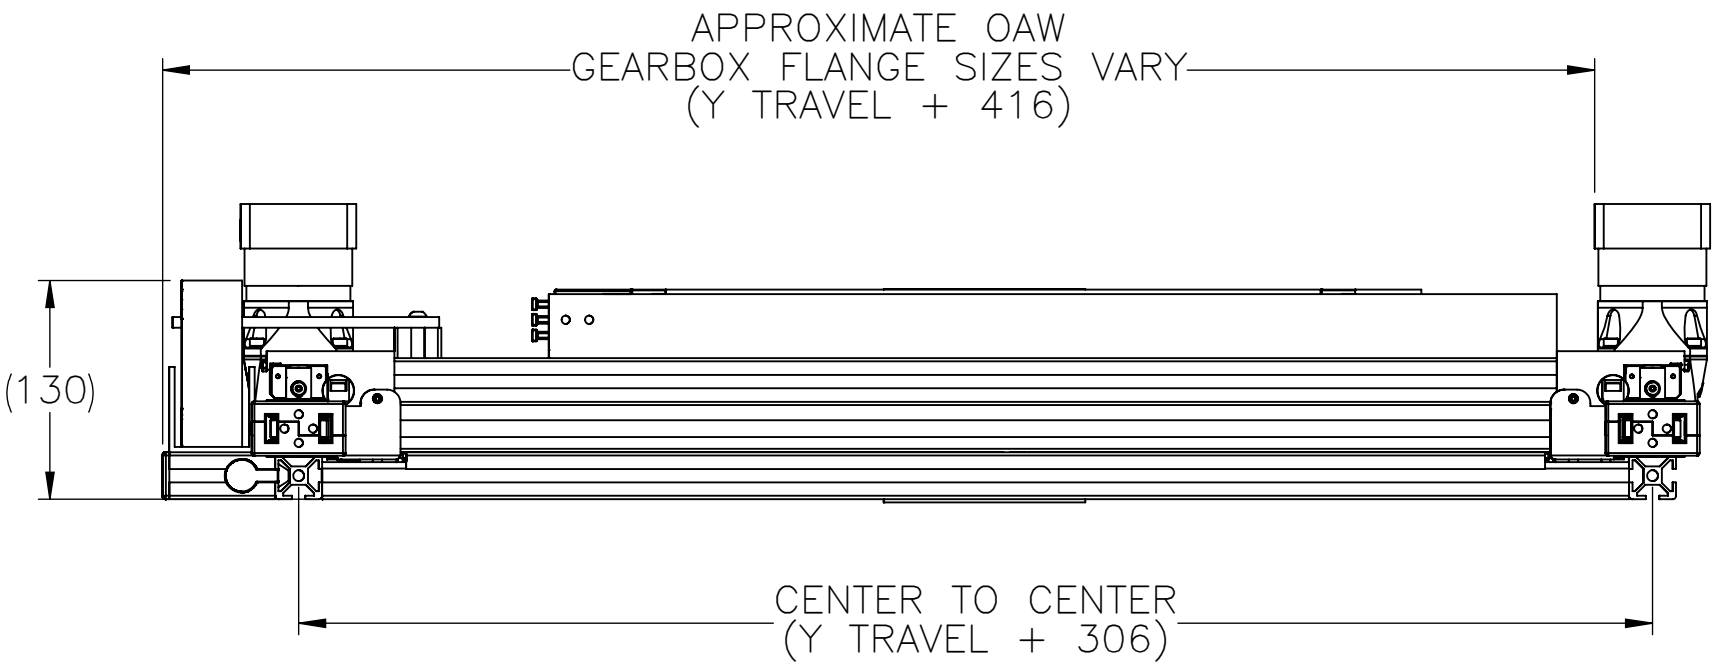 APPROXIMATE OAW
GEARBOX FLANGE SIZES VARY
(Y TRAVEL + 416)
(130)
CENTER TO CENTER
(Y TRAVEL + 306)